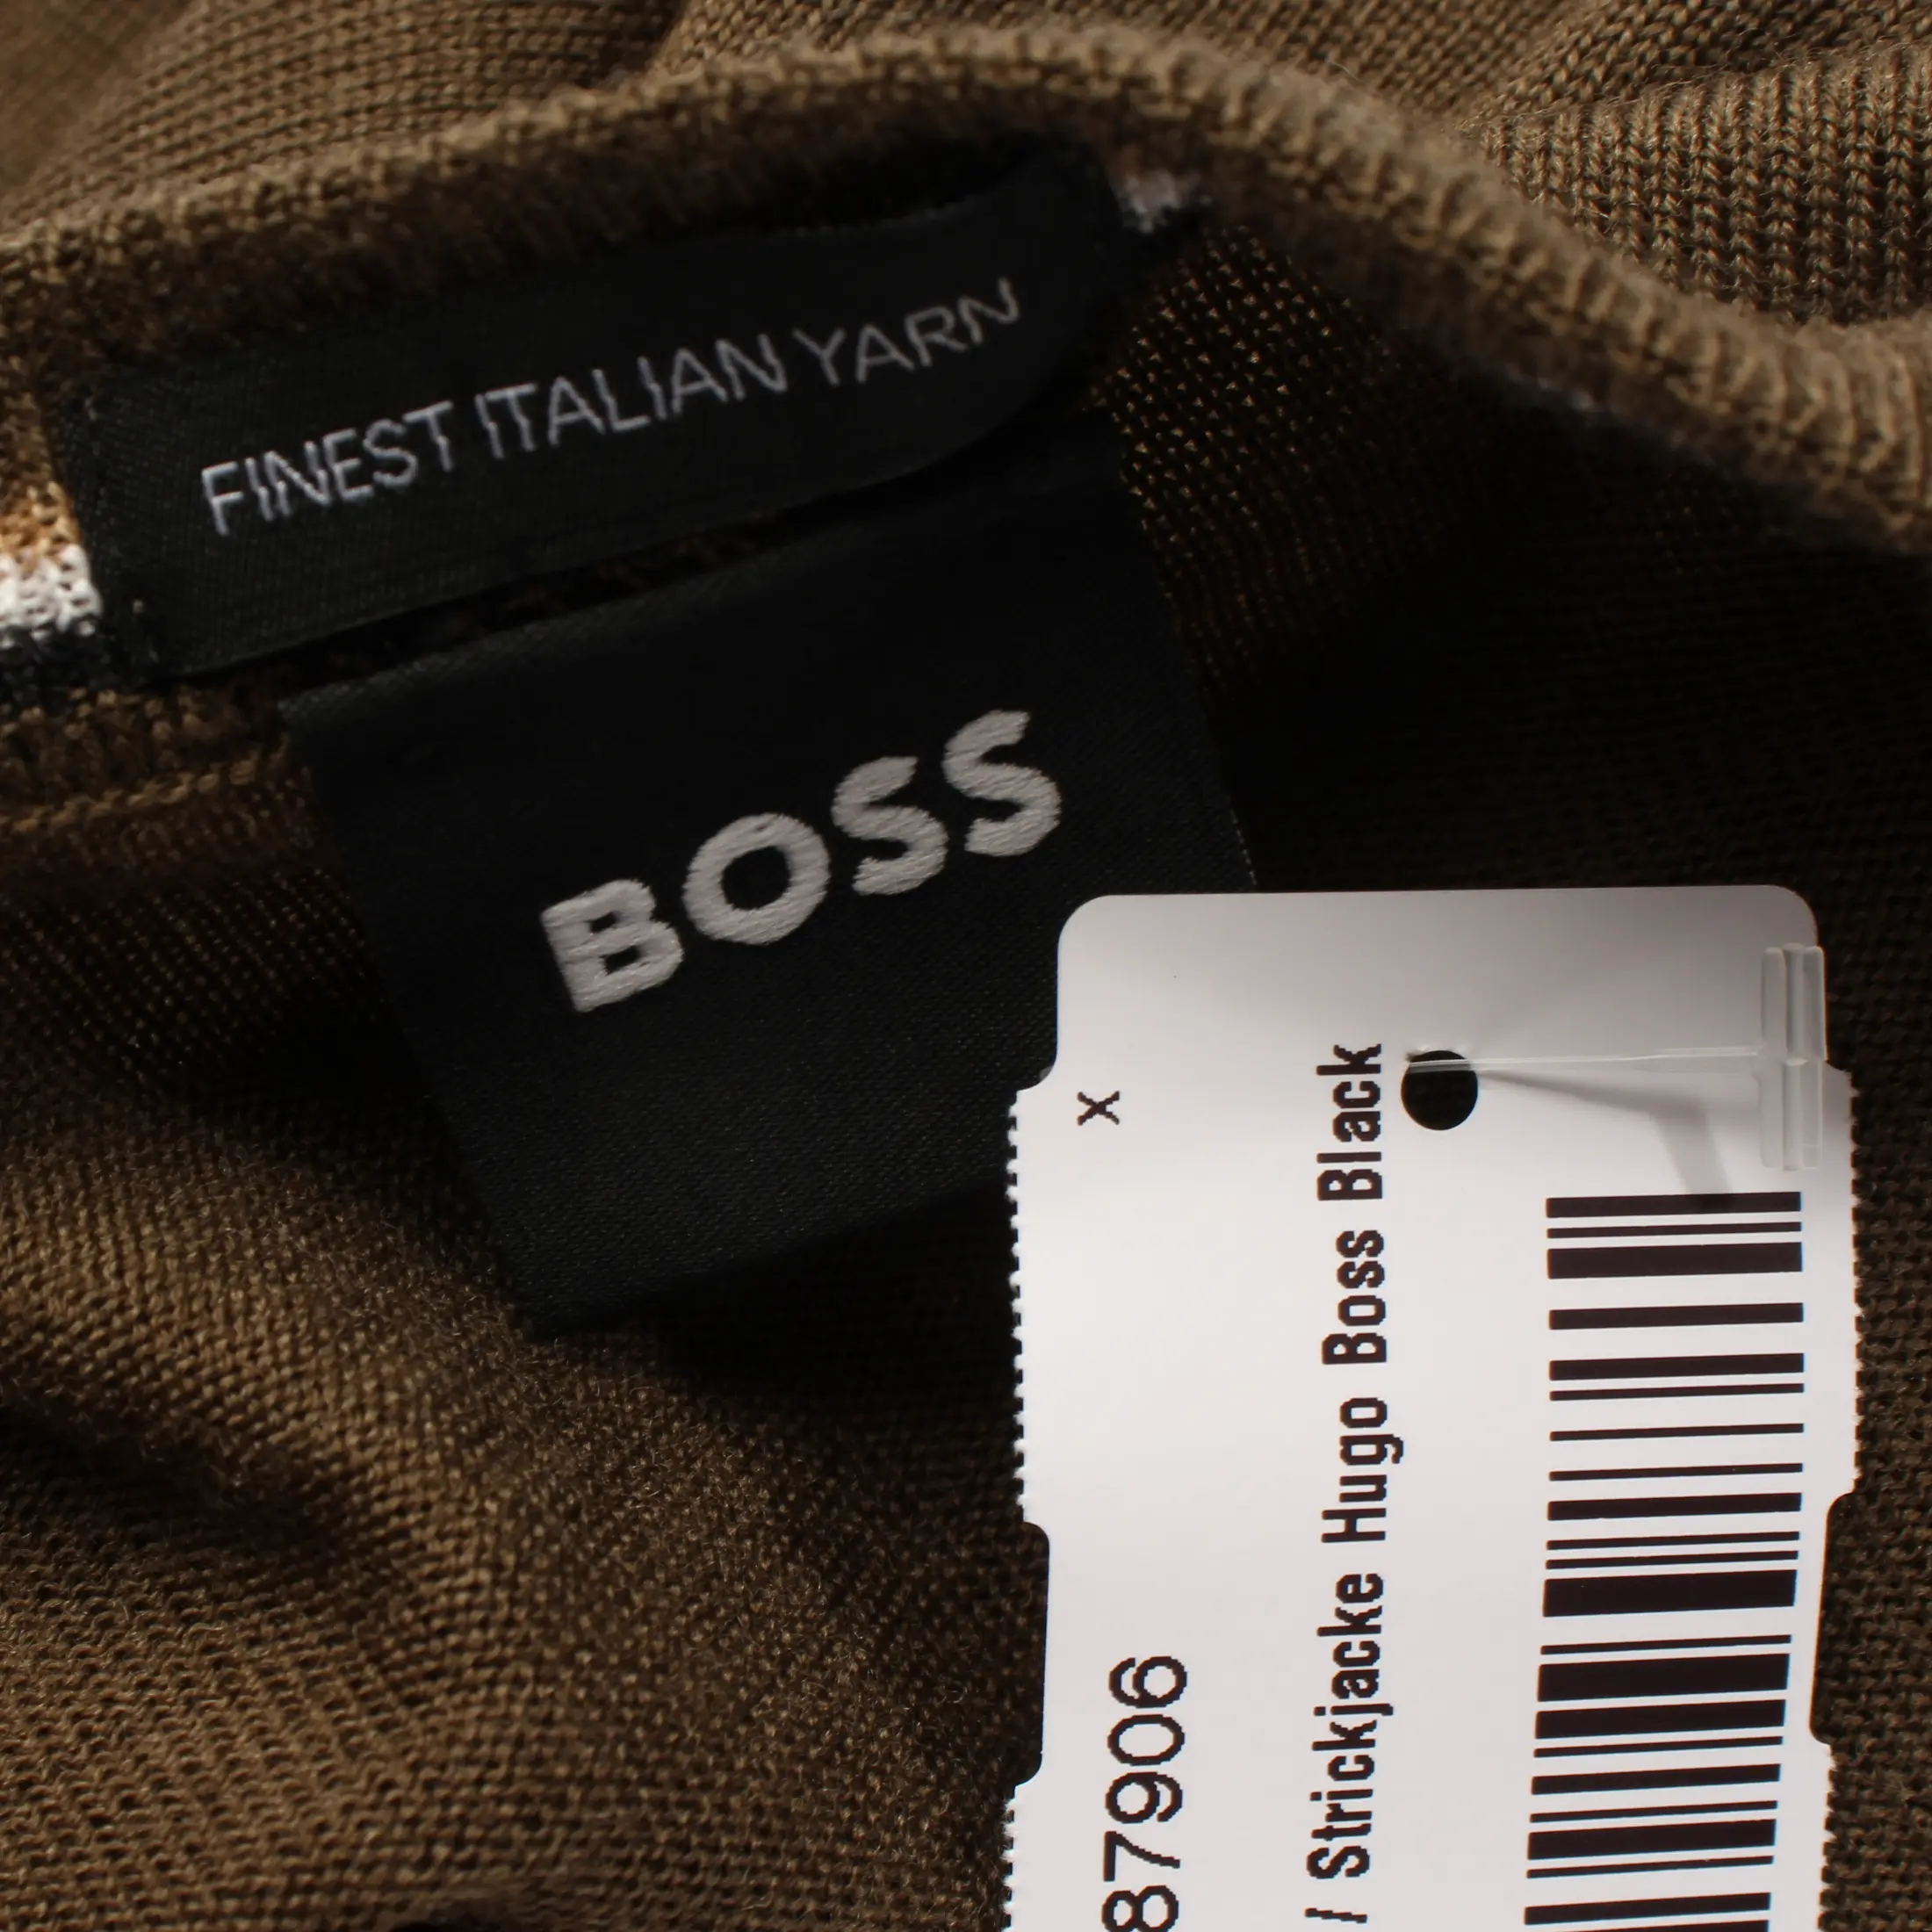 FINEST ITALIAN YARN
BOSS
x
87906
/ Strickjacke Hugo Boss Black